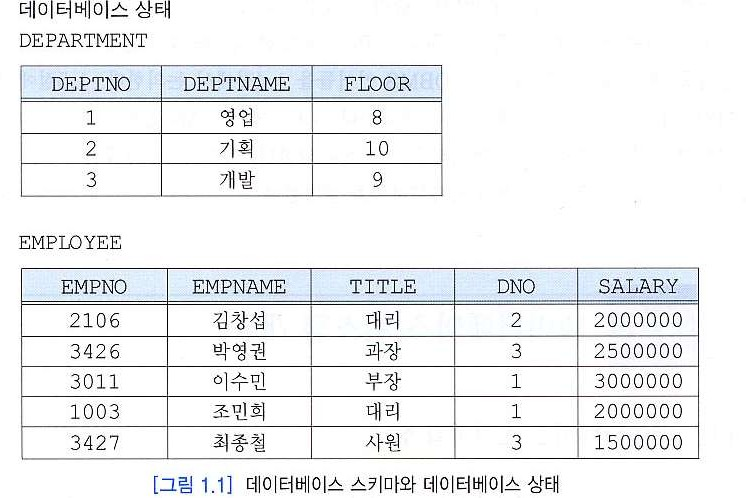 데이터베이스 상태
DEPARTMENT
DEPTNO DEPTNAME FLOOR
1 영업 8
2 기획 10
3 개발 9
EMPLOYEE
EMPNO EMPNAME TITLE DNO SALARY
2106 김창섭 대리 2 2000000
3426 박영권 과장 3 2500000
3011 이수민 부장 1 3000000
1003 조민희 대리 1 2000000
3427 최종철 사원 3 1500000
[그림 1.1] 데이터베이스 스키마와 데이터베이스 상태